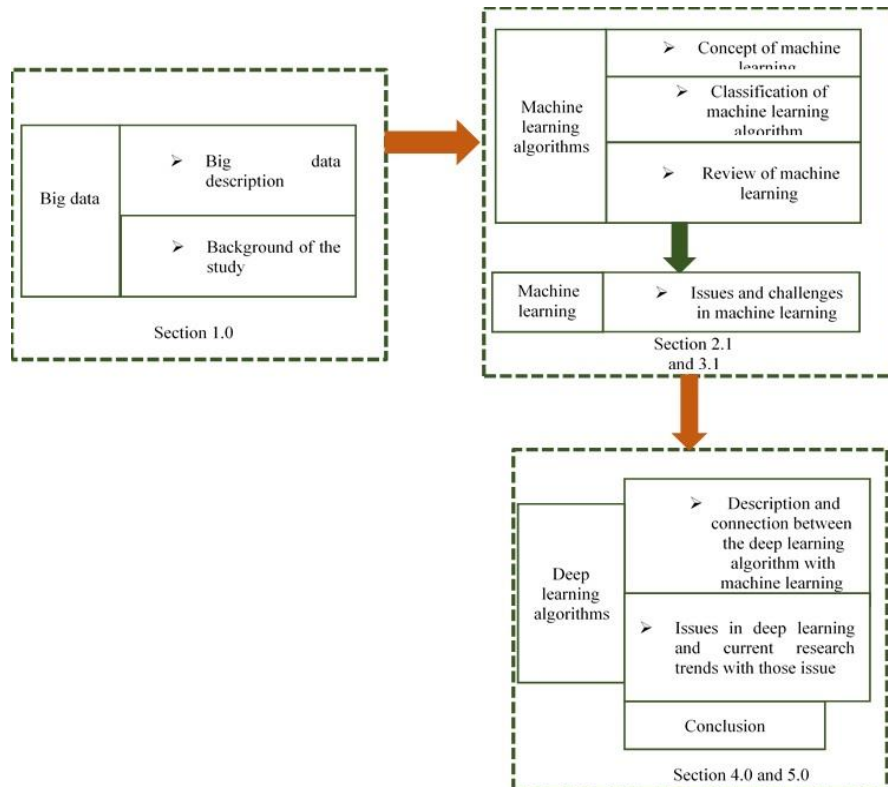 Big data
➢ Big data
description
➢ Background of the
study
Section 1.0
Machine
learning
algorithms
➢ Concept of machine
learning
➢ Classification of
machine learning
algorithm
➢ Review of machine
learning
Machine
learning
➢ Issues and challenges
in machine learning
Section 2.1
and 3.1
Deep
learning
algorithms
➢ Description and
connection between
the deep learning
algorithm with
machine learning
➢ Issues in deep learning
and current research
trends with those issue
Conclusion
Section 4.0 and 5.0